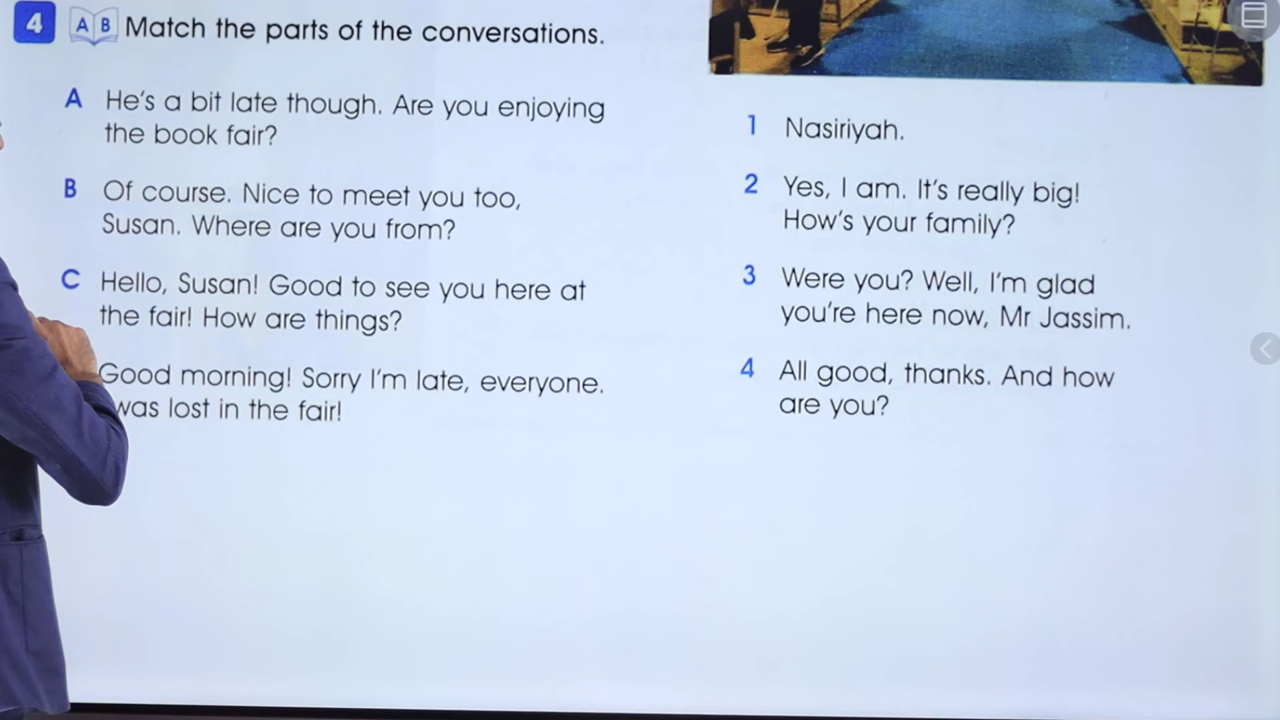 4 A B Match the parts of the conversations.
A He's a bit late though. Are you enjoying
the book fair?
B Of course. Nice to meet you too,
Susan. Where are you from?
C Hello, Susan! Good to see you here at
the fair! How are things?
Good morning! Sorry I'm late, everyone.
was lost in the fair!
1 Nasiriyah.
2 Yes, I am. It's really big!
How's your family?
3 Were you? Well, I'm glad
you're here now, Mr Jassim.
4 All good, thanks. And how
are you?